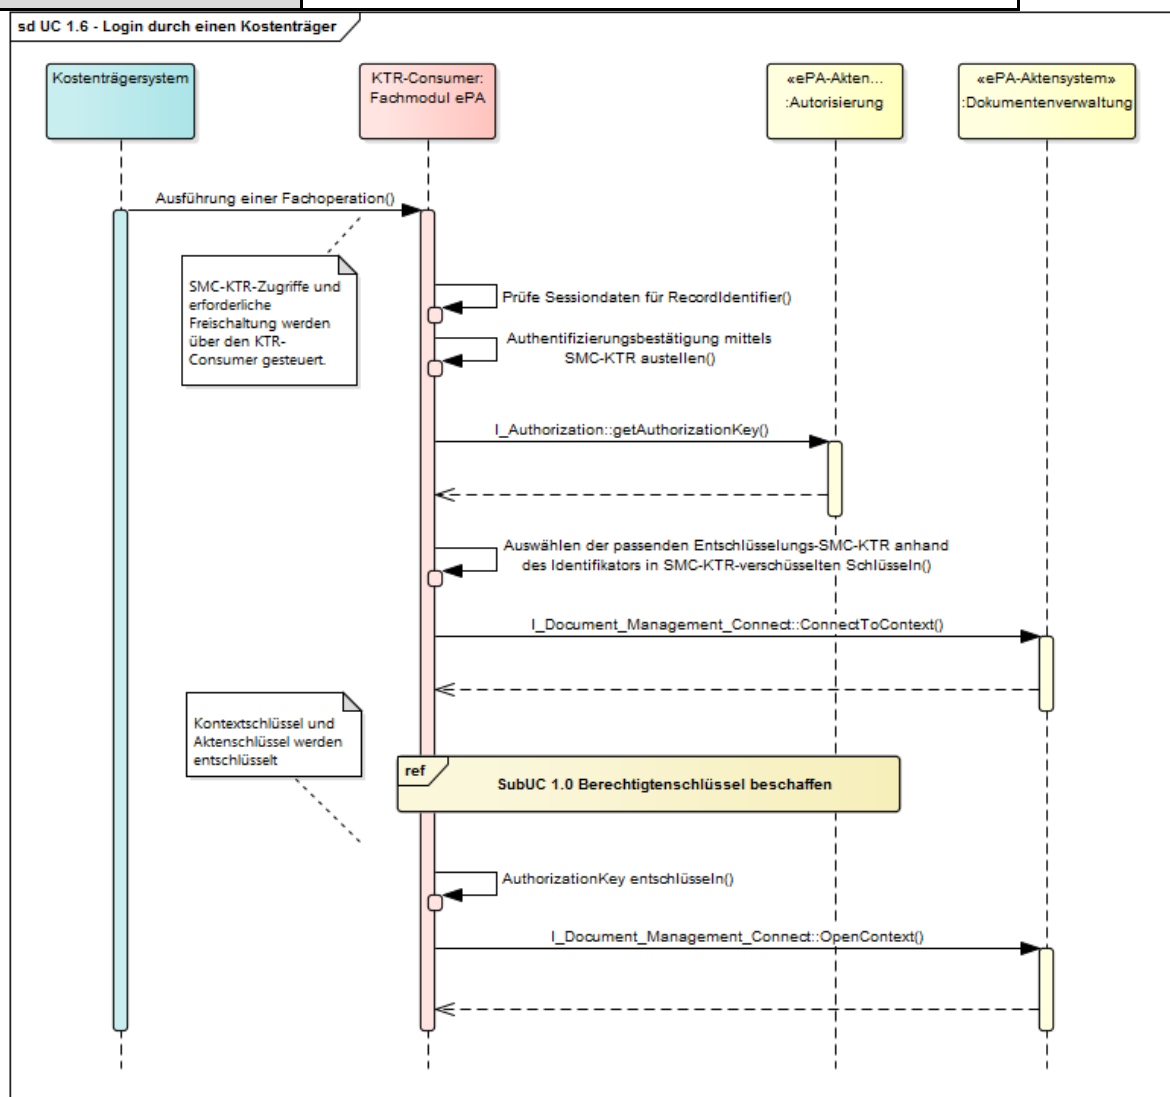 sd UC 1.6 - Login durch einen Kostenträger
Kostenträgersystem
KTR-Consumer:
Fachmodul ePA
«ePA-Akten...
:Autorisierung
«ePA-Aktensystem»
:Dokumentenverwaltung
Ausführung einer Fachoperation()
SMC-KTR-Zugriffe und
erforderliche
Freischaltung werden
über den KTR-
Consumer gesteuert.
Prüfe Sessiondaten für RecordIdentifier()
Authentifizierungsbestätigung mittels
SMC-KTR austellen()
I_Authorization::getAuthorizationKey()
Auswählen der passenden Entschlüsselungs-SMC-KTR anhand
des Identifikators in SMC-KTR-verschüsselten Schlüsseln()
I_Document_Management_Connect::ConnectToContext()
Kontextschlüssel und
Aktenschlüssel werden
entschlüsselt
ref
SubUC 1.0 Berechtigtenschlüssel beschaffen
AuthorizationKey entschlüsseln()
I_Document_Management_Connect::OpenContext()